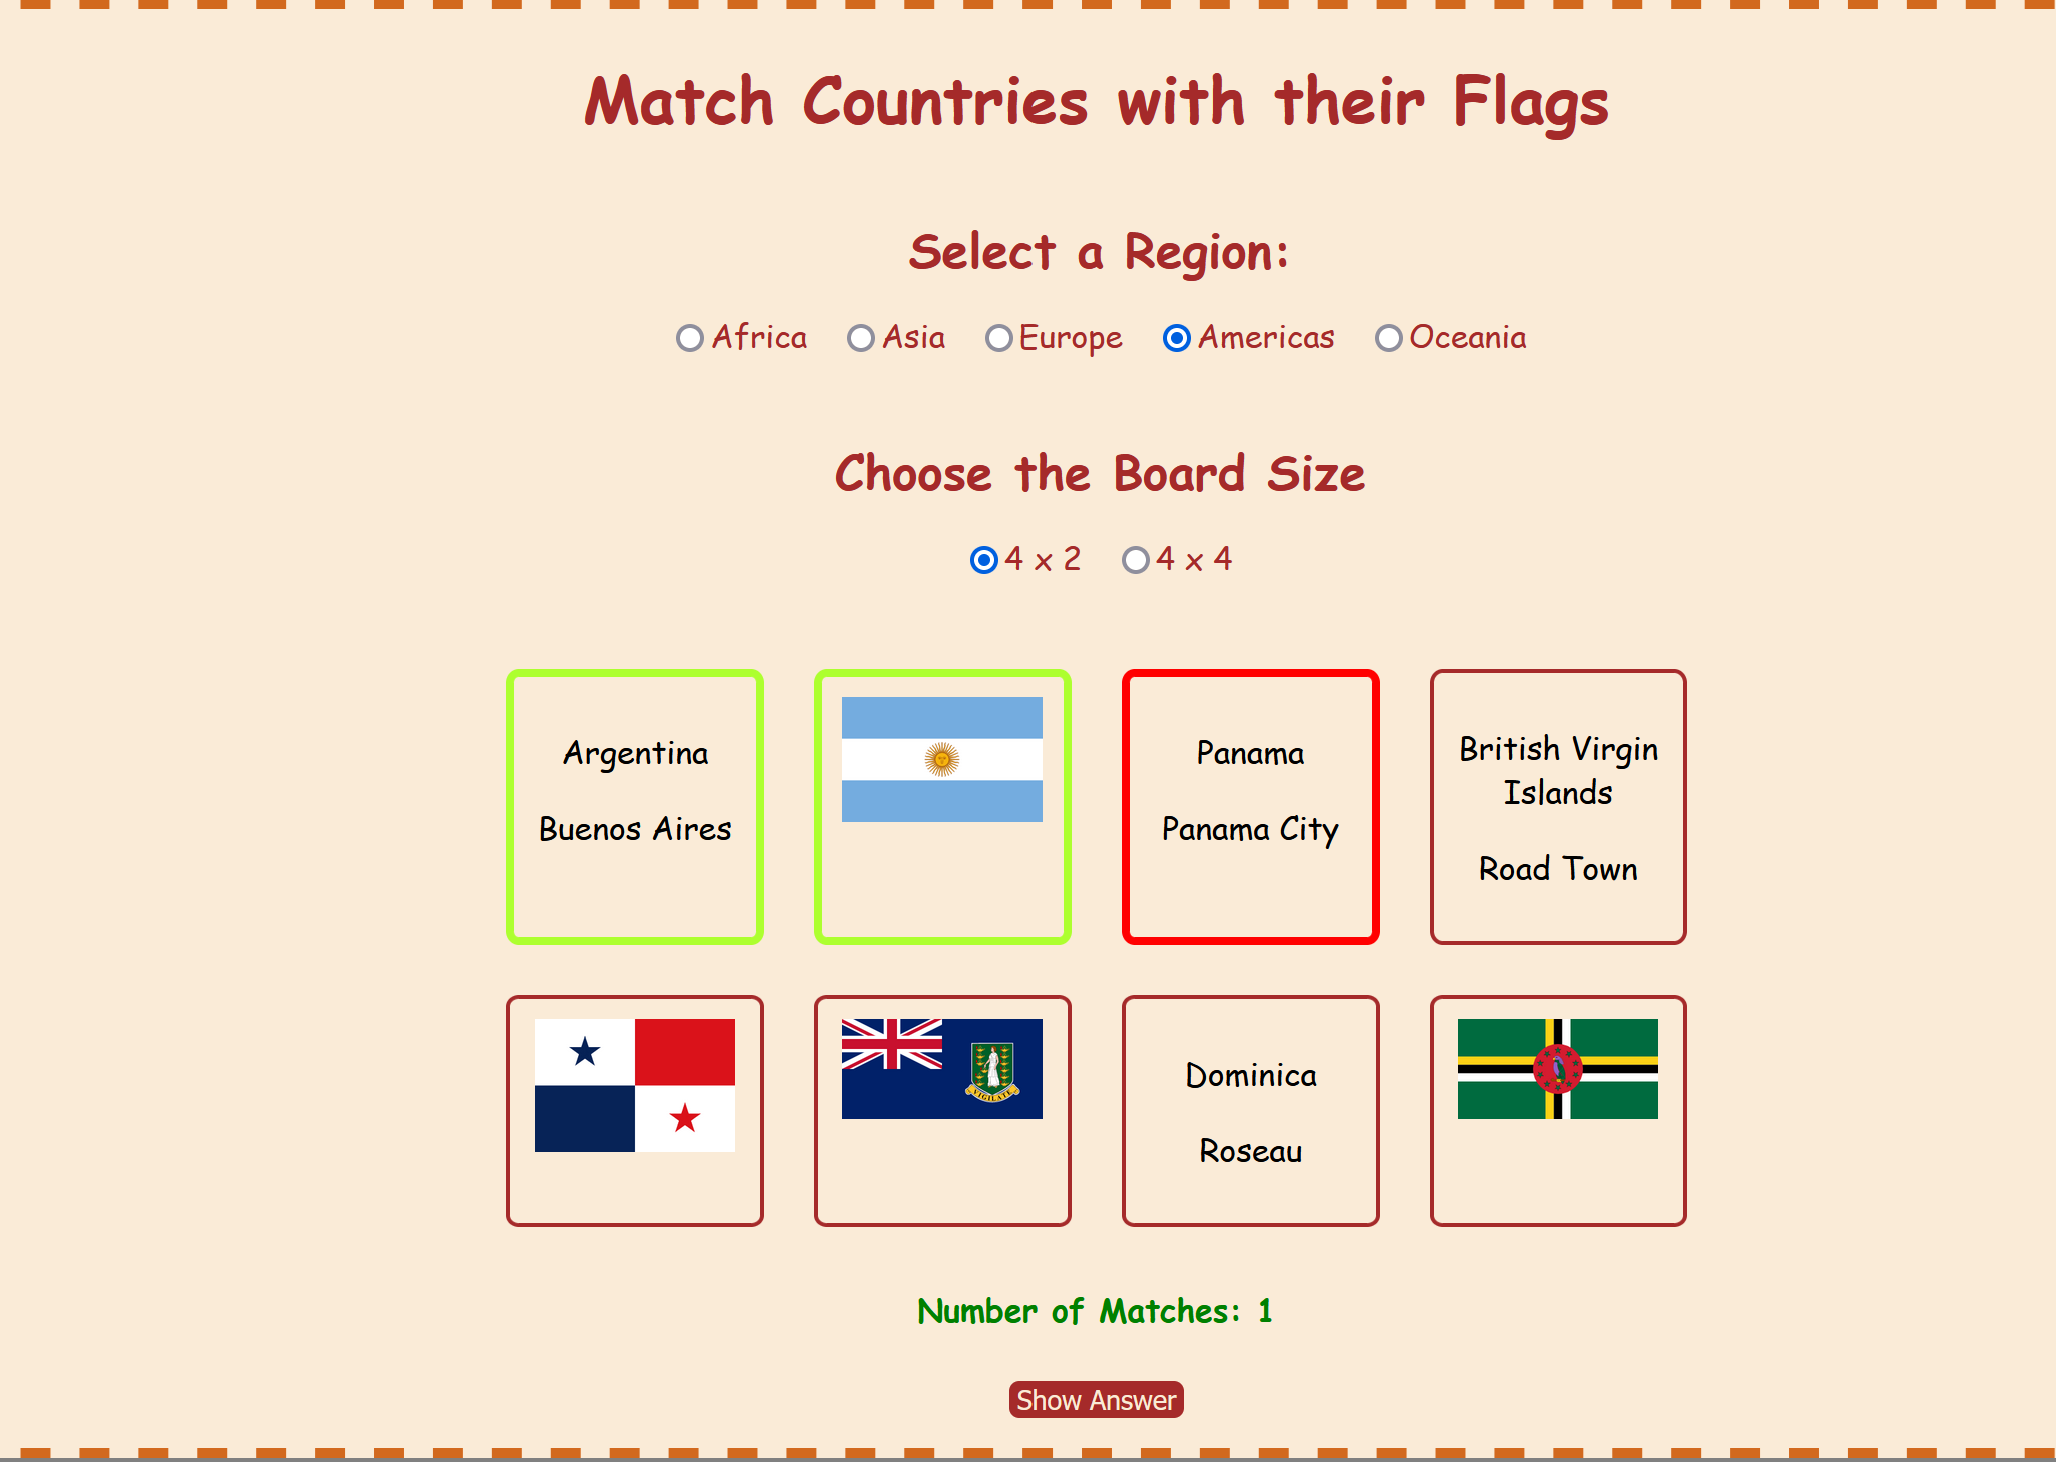 Match Countries with their Flags
Select a Region:
Africa Asia Europe Americas Oceania
Choose the Board Size
4 x 2 4 x 4
Argentina
Buenos Aires
Panama
Panama City
British Virgin
Islands
Road Town
VIGILATE
Dominica
Roseau
Number of Matches: 1
Show Answer